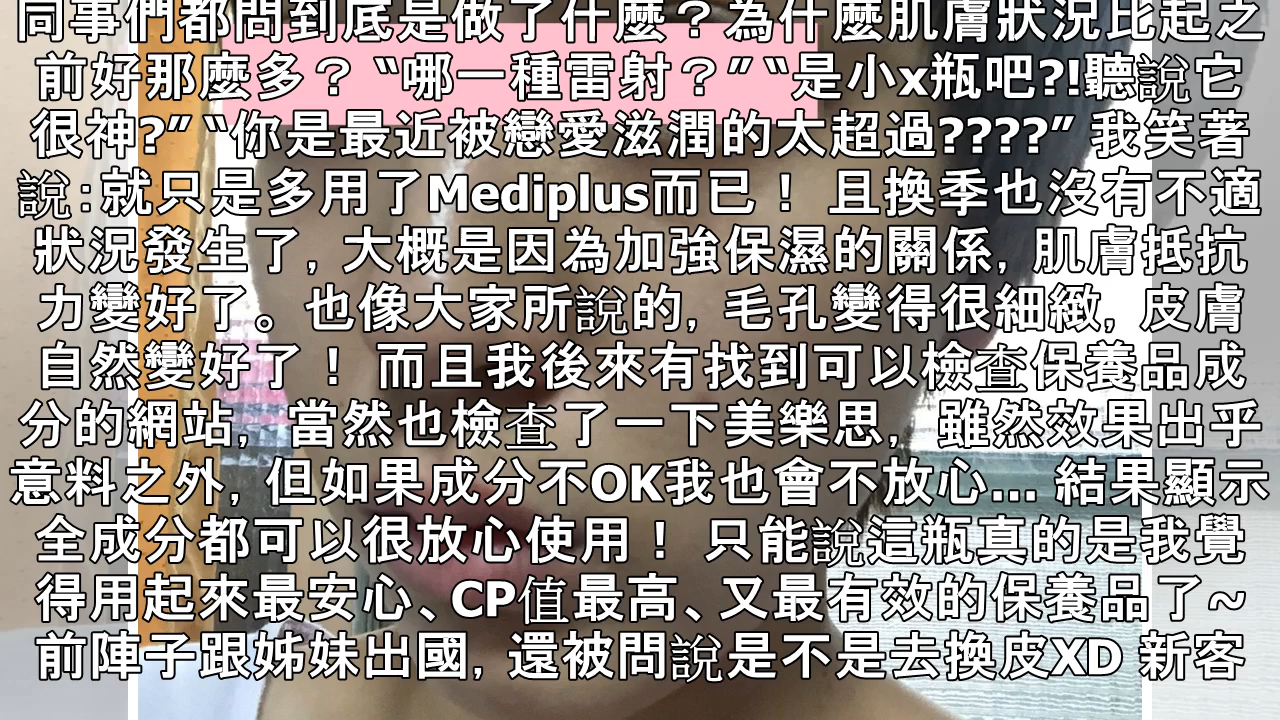 同事們都問到底是做了什麼？為什麼肌膚狀況比起之
前好那麼多？ “哪一種雷射？” “是小x瓶吧?!聽說它
很神?” “你是最近被戀愛滋潤的太超過????” 我笑著
說:就只是多用了Mediplus而已！ 且換季也沒有不適
狀況發生了, 大概是因為加強保濕的關係, 肌膚抵抗
力變好了。 也像大家所說的, 毛孔變得很細緻, 皮膚
自然變好了！ 而且我後來有找到可以檢查保養品成
分的網站, 當然也檢查了一下美樂思, 雖然效果出乎
意料之外, 但如果成分不OK我也會不放心... 結果顯示
全成分都可以很放心使用！ 只能說這瓶真的是我覺
得用起來最安心、CP值最高、又最有效的保養品了~
前陣子跟姊妹出國, 還被問說是不是去換皮XD 新客